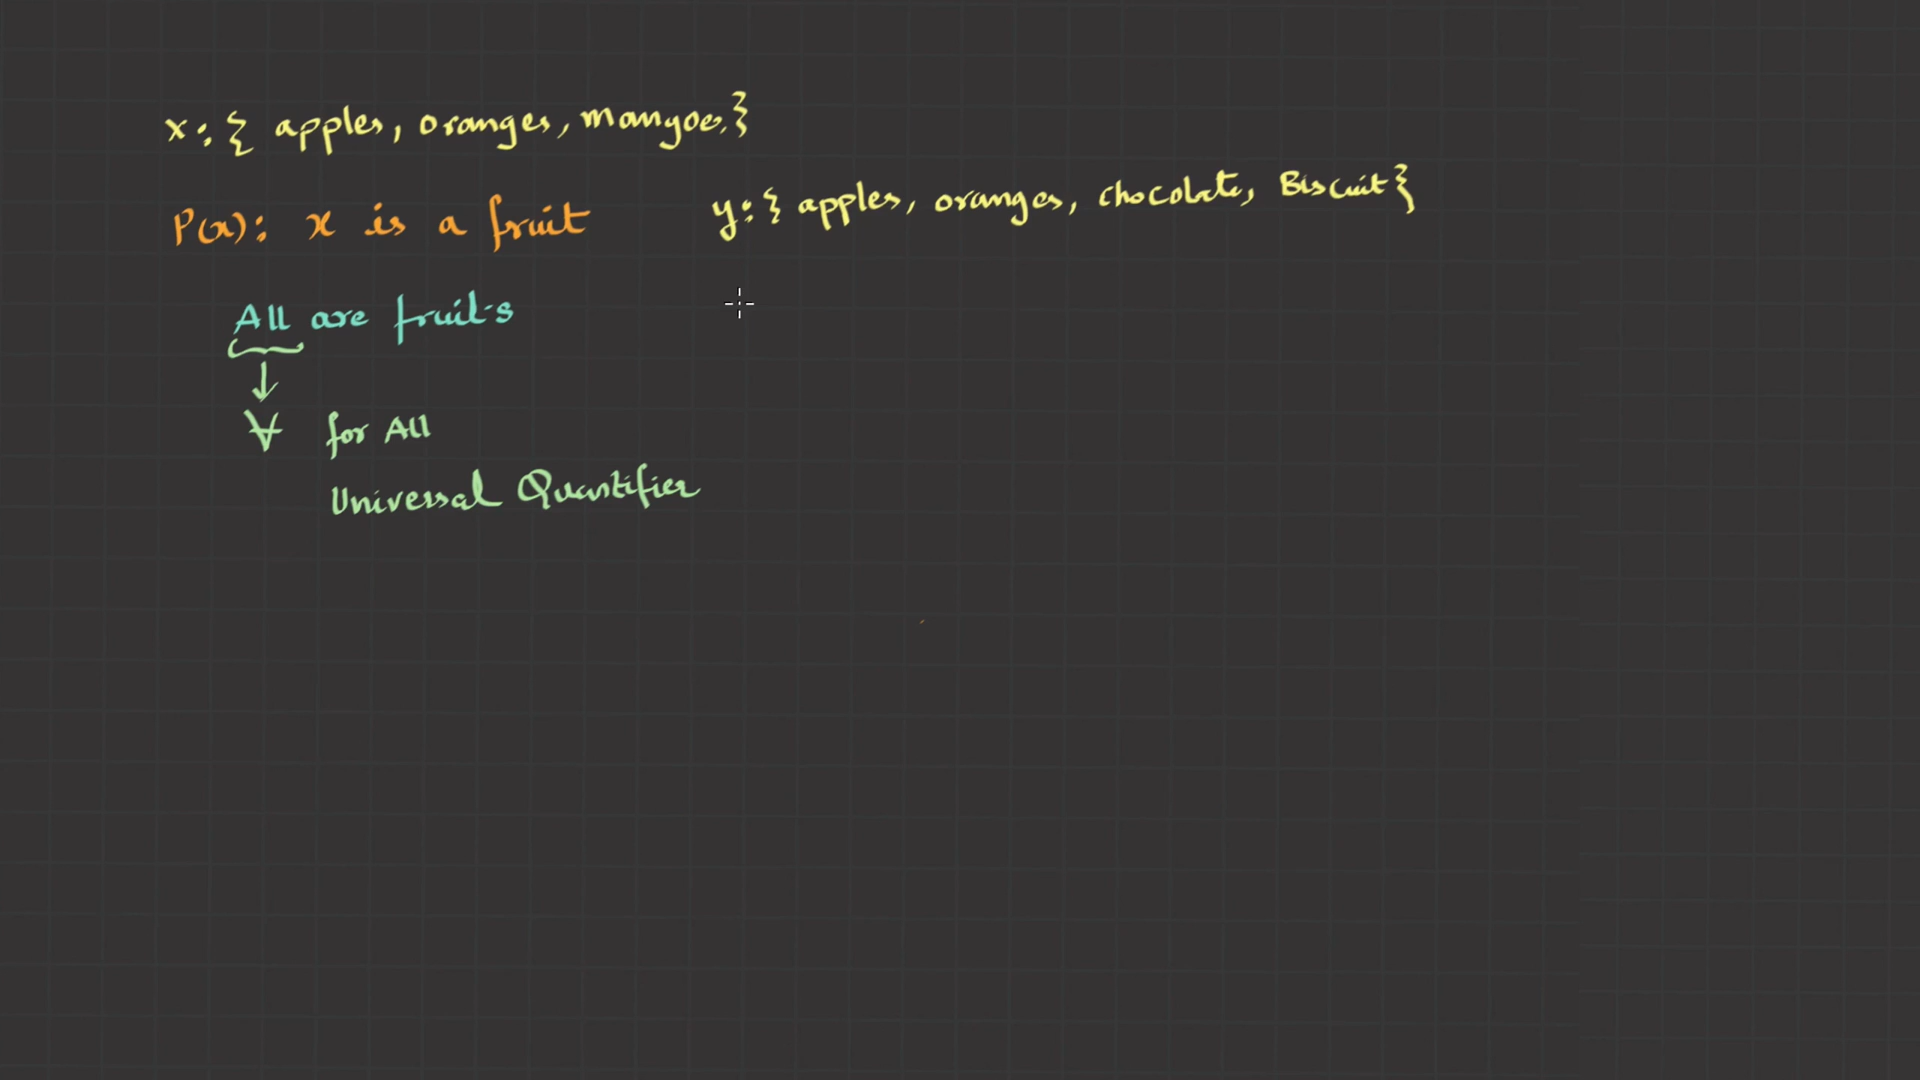 x: { apples, oranges, mangoes.}
P(x): x is a fruit
y: { apples, oranges, chocolate, Biscuit }
All are fruits
∀ for All
Universal Quantifier